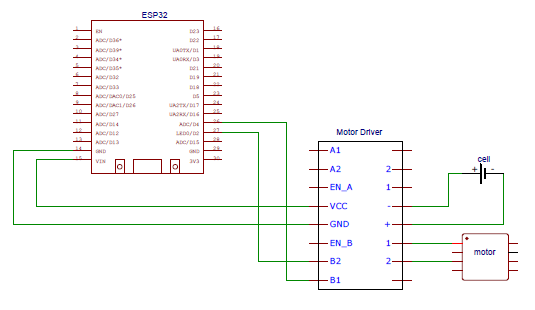 ESP32
1 EN D23 16
2 ADC/D36* D22 17
3 ADC/D39* UAOTX/D1 18
4 ADC/D34* UAORX/D3 19
5 ADC/D35* D21 20
6 ADC/D32 D19 21
7 ADC/D33 D18 22
8 ADC/DAC0/D25 D5 23
9 ADC/DAC1/D26 UA2TX/D17 24
10 ADC/D27 UA2RX/D16 25
11 ADC/D14 ADC/D4 26
12 ADC/D12 LED0/D2 27
13 ADC/D13 ADC/D15 28
14 GND GND 29
15 VIN 3V3 30
Motor Driver
A1
A2 2
EN_A 1
VCC -
GND +
EN_B 1
B2 2
B1
cell
+ -
motor